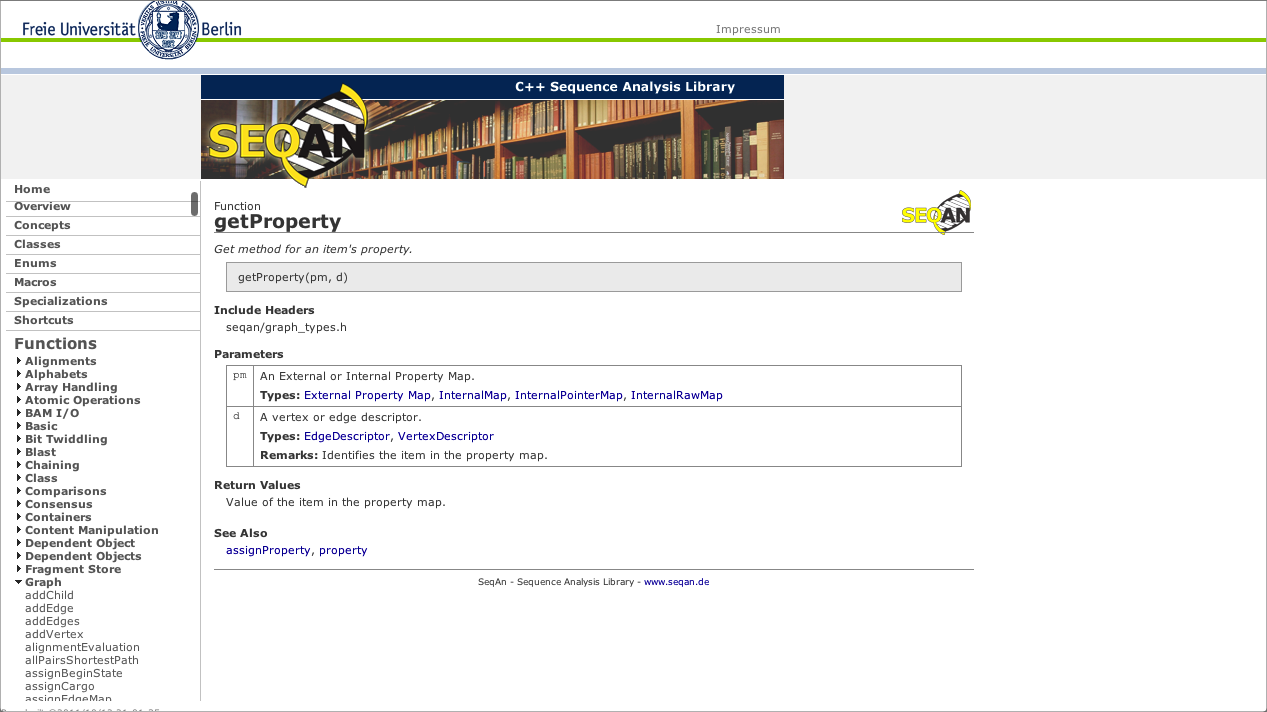 Freie Universität Berlin
Impressum
C++ Sequence Analysis Library
SEQAN
Home
Overview
Concepts
Classes
Enums
Macros
Specializations
Shortcuts
Functions
Alignments
Alphabets
Array Handling
Atomic Operations
BAM I/O
Basic
Bit Twiddling
Blast
Chaining
Class
Comparisons
Consensus
Containers
Content Manipulation
Dependent Object
Dependent Objects
Fragment Store
Graph
addChild
addEdge
addEdges
addVertex
alignmentEvaluation
allPairsShortestPath
assignBeginState
assignCargo
assignEdgeMap
Function
getProperty
SEQAN
Get method for an item's property.
getProperty(pm, d)
Include Headers
seqan/graph_types.h
Parameters
pm
An External or Internal Property Map.
Types: External Property Map, InternalMap, InternalPointerMap, InternalRawMap
d
A vertex or edge descriptor.
Types: EdgeDescriptor, VertexDescriptor
Remarks: Identifies the item in the property map.
Return Values
Value of the item in the property map.
See Also
assignProperty, property
SeqAn - Sequence Analysis Library - www.seqan.de